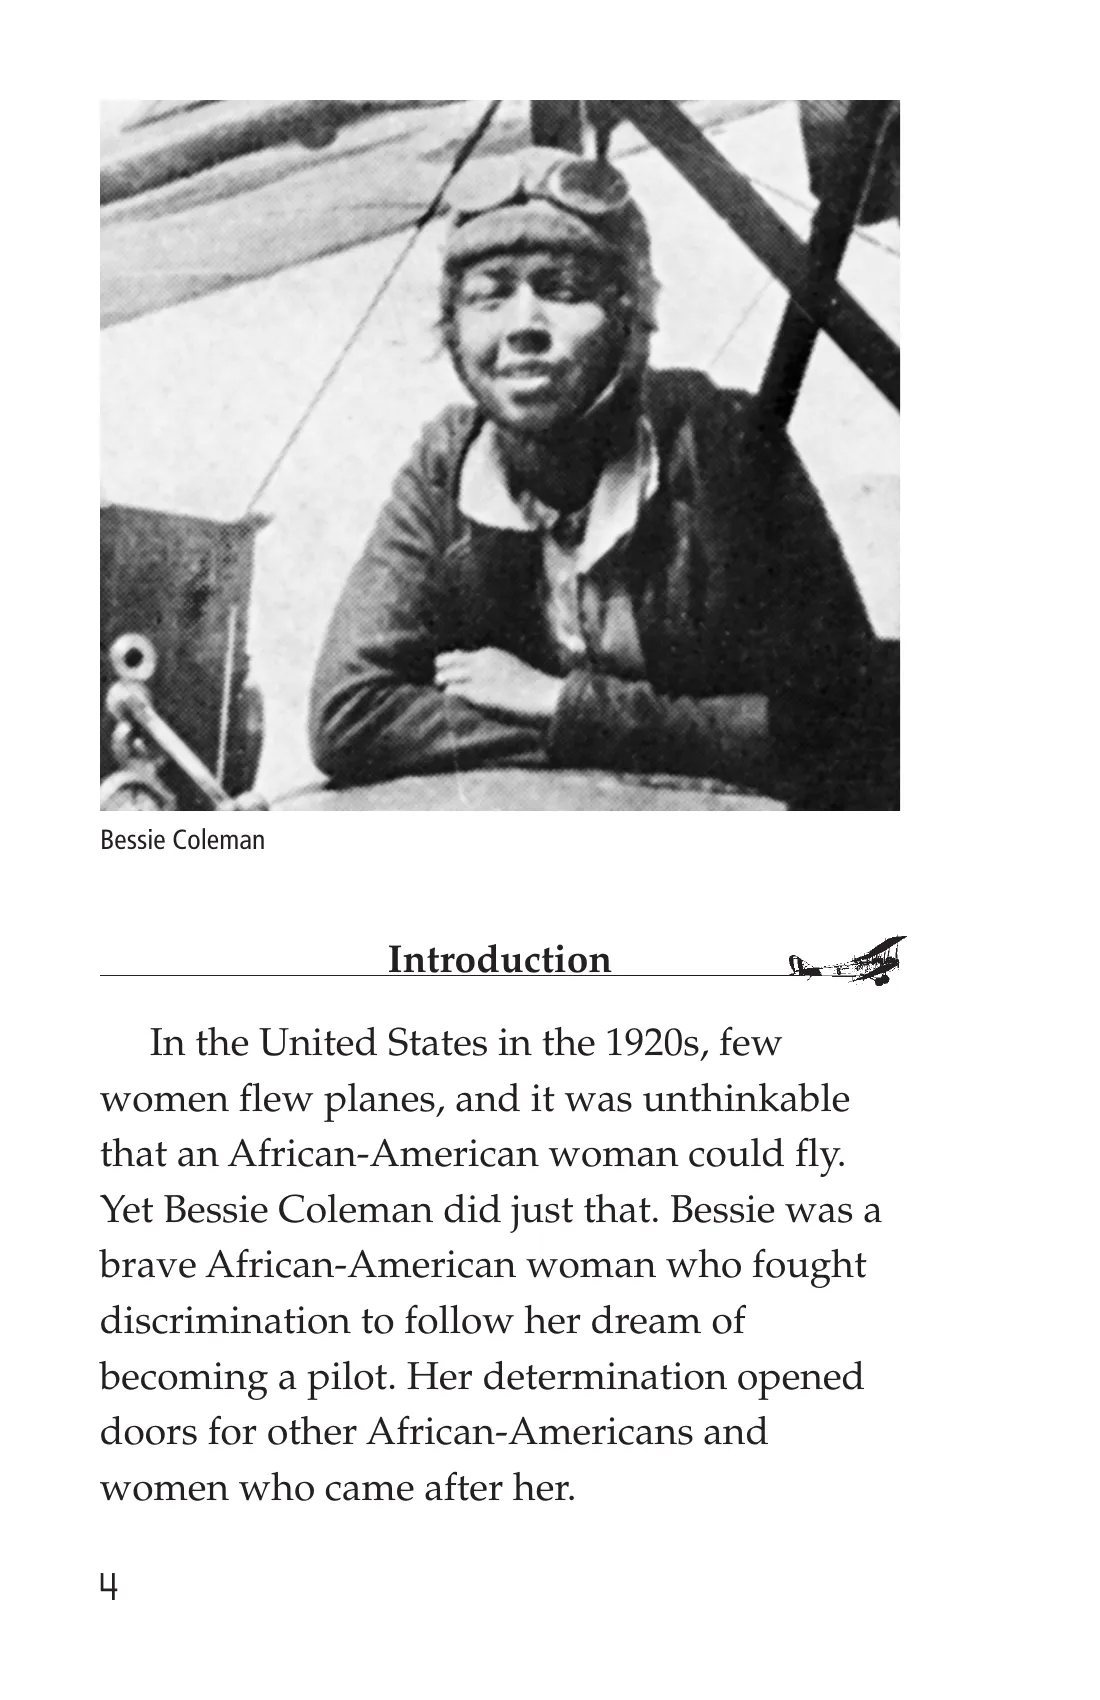 Bessie Coleman
Introduction
In the United States in the 1920s, few
women flew planes, and it was unthinkable
that an African-American woman could fly.
Yet Bessie Coleman did just that. Bessie was a
brave African-American woman who fought
discrimination to follow her dream of
becoming a pilot. Her determination opened
doors for other African-Americans and
women who came after her.
4